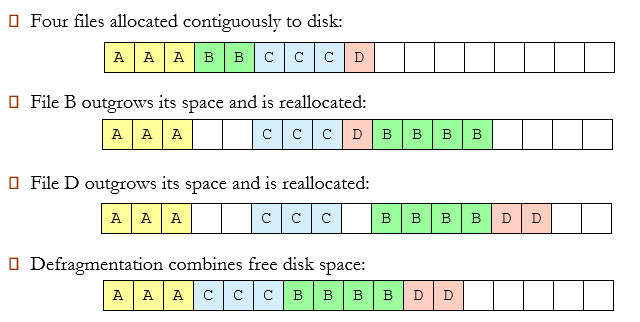 Four files allocated contiguously to disk:
A A A B B C C C D
File B outgrows its space and is reallocated:
A A A C C C D B B B B
File D outgrows its space and is reallocated:
A A A C C C B B B B D D
Defragmentation combines free disk space:
A A A C C C B B B B D D